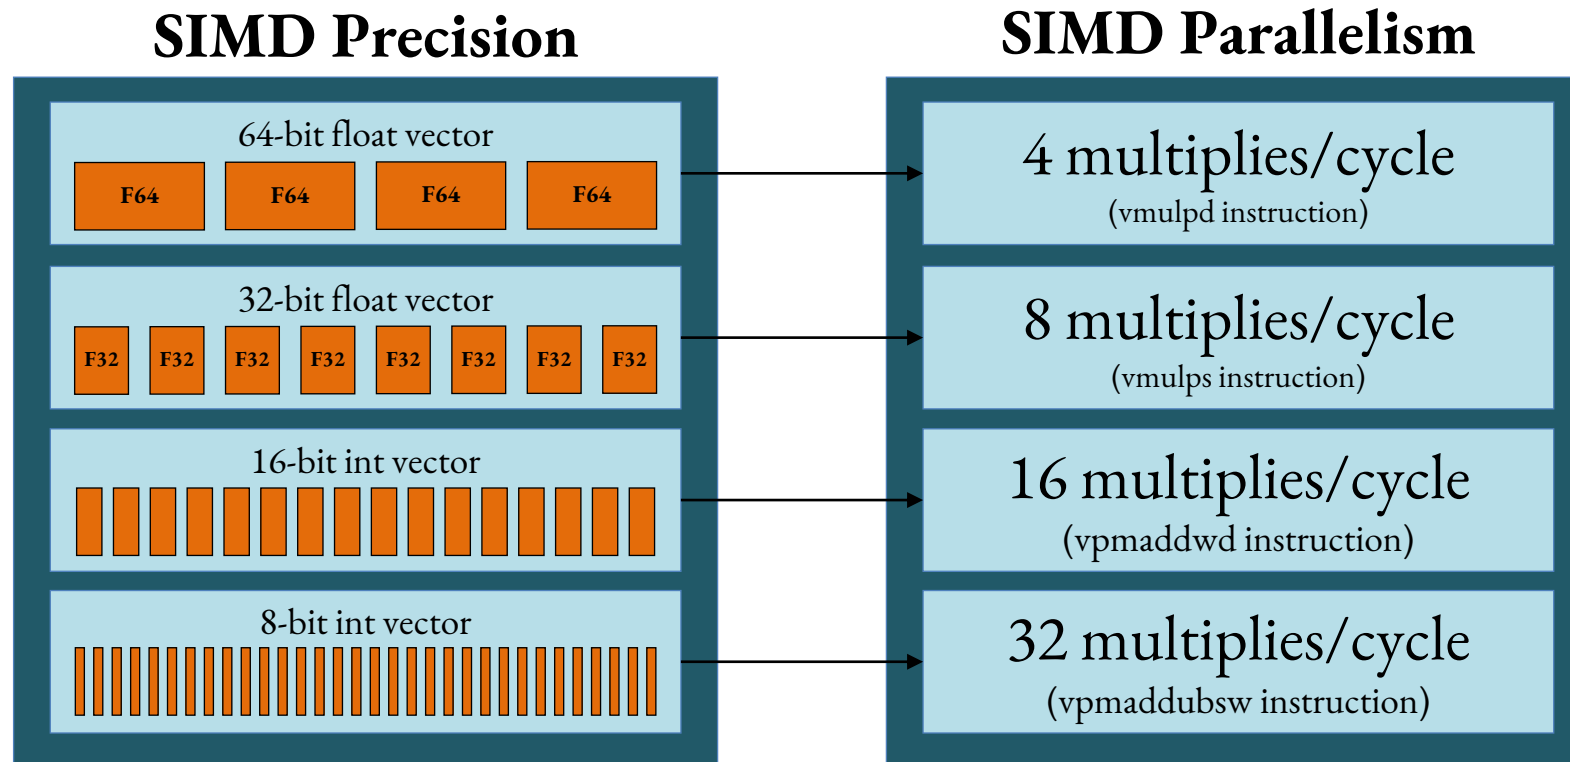 SIMD Precision
64-bit float vector
F64 F64 F64 F64
32-bit float vector
F32 F32 F32 F32 F32 F32 F32 F32
16-bit int vector
8-bit int vector
SIMD Parallelism
4 multiplies/cycle
(vmulpd instruction)
8 multiplies/cycle
(vmulps instruction)
16 multiplies/cycle
(vpmaddwd instruction)
32 multiplies/cycle
(vpmaddubsw instruction)